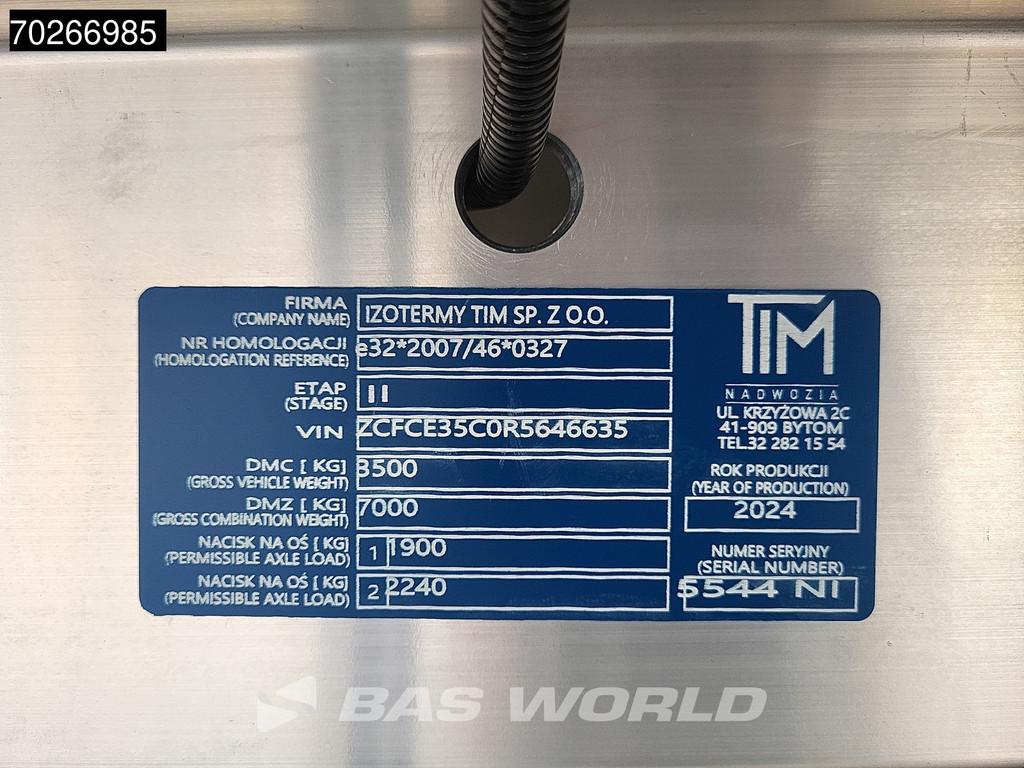 70266985
FIRMA
(COMPANY NAME)
IZOTERMY TIM SP. Z O.O.
NR HOMOLOGACJI
(HOMOLOGATION REFERENCE)
e32*2007/46*0327
ETAP
(STAGE)
II
VIN
ZCFCE35C0R5646635
DMC [ KG]
(GROSS VEHICLE WEIGHT)
3500
DMZ [ KG]
(GROSS COMBINATION WEIGHT)
7000
NACISK NA OŚ [ KG]
(PERMISSIBLE AXLE LOAD)
1 1900
NACISK NA OŚ [ KG]
(PERMISSIBLE AXLE LOAD)
2 2240
TIM
NADWOZIA
UL. KRZYŻOWA 2C
41-909 BYTOM
TEL.32 282 15 54
ROK PRODUKCJI
(YEAR OF PRODUCTION)
2024
NUMER SERYJNY
(SERIAL NUMBER)
5544 NI
BAS WORLD